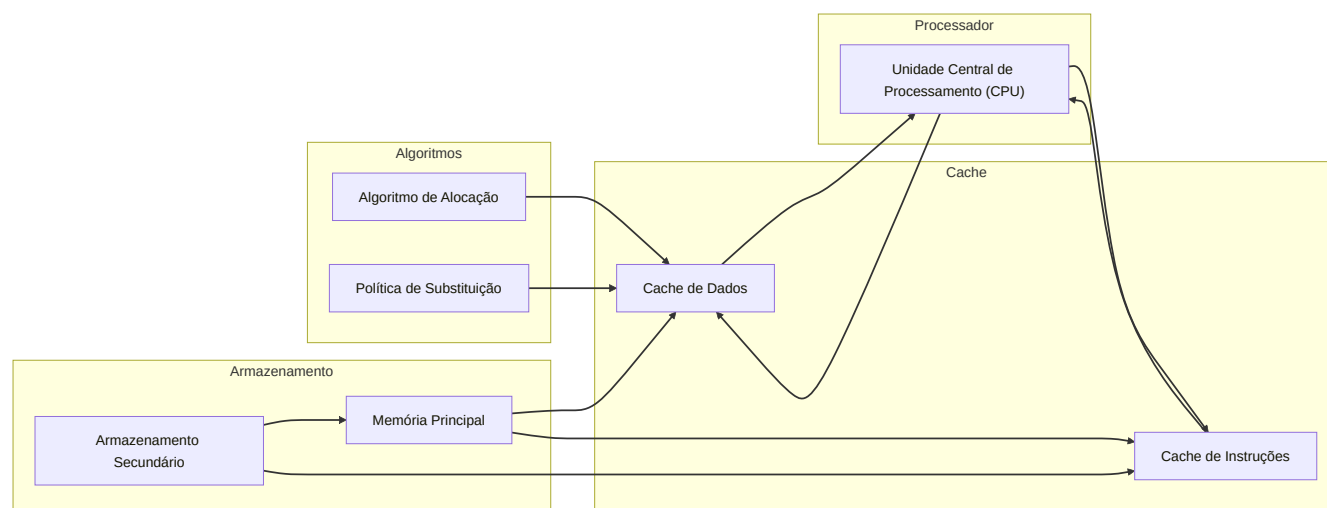 Processador
Unidade Central de
Processamento (CPU)
Algoritmos
Algoritmo de Alocação
Política de Substituição
Cache
Cache de Dados
Armazenamento
Memória Principal
Armazenamento
Secundário
Cache de Instruções